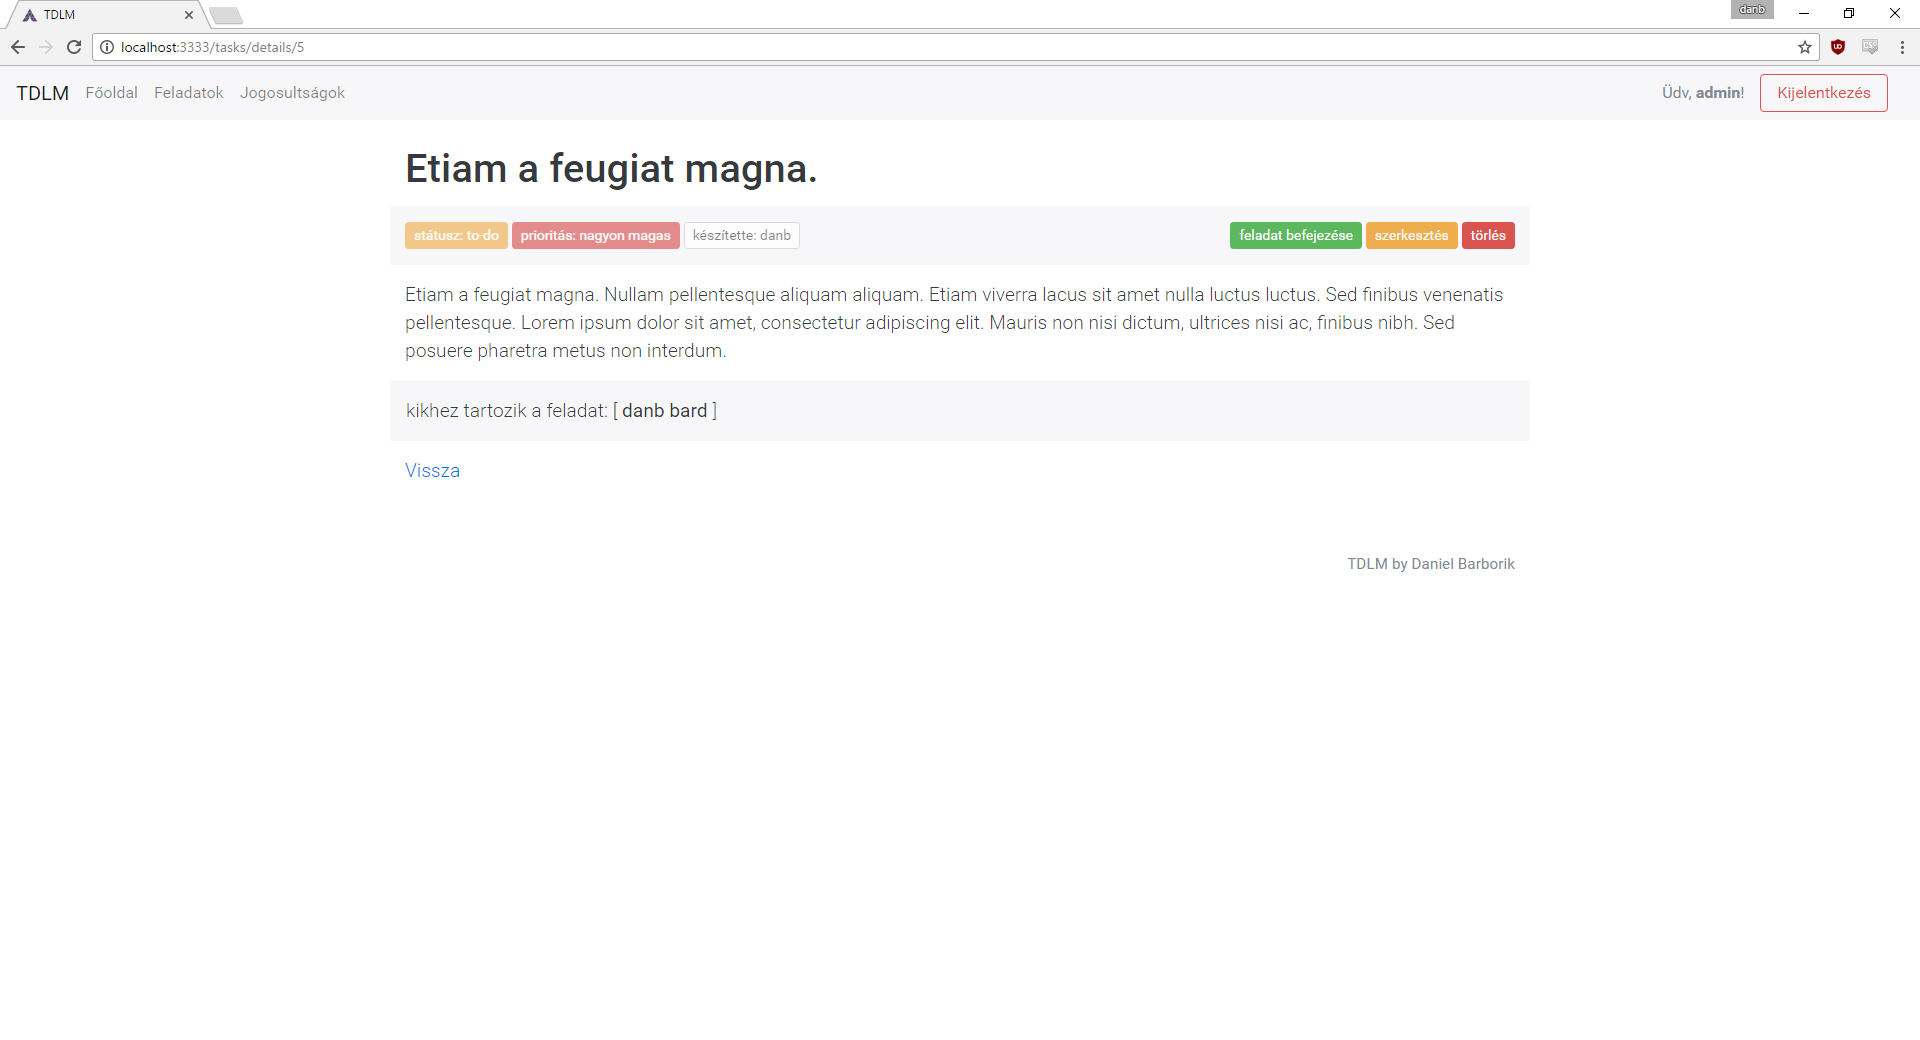 TDLM
danb
localhost:3333/tasks/details/5
TDLM Főoldal Feladatok Jogosultságok Üdv, admin! Kijelentkezés
Etiam a feugiat magna.
státusz: to-do prioritás: nagyon magas készítette: danb feladat befejezése szerkesztés törlés
Etiam a feugiat magna. Nullam pellentesque aliquam aliquam. Etiam viverra lacus sit amet nulla luctus luctus. Sed finibus venenatis
pellentesque. Lorem ipsum dolor sit amet, consectetur adipiscing elit. Mauris non nisi dictum, ultrices nisi ac, finibus nibh. Sed
posuere pharetra metus non interdum.
kikhez tartozik a feladat: [ danb bard ]
Vissza
TDLM by Daniel Barborik